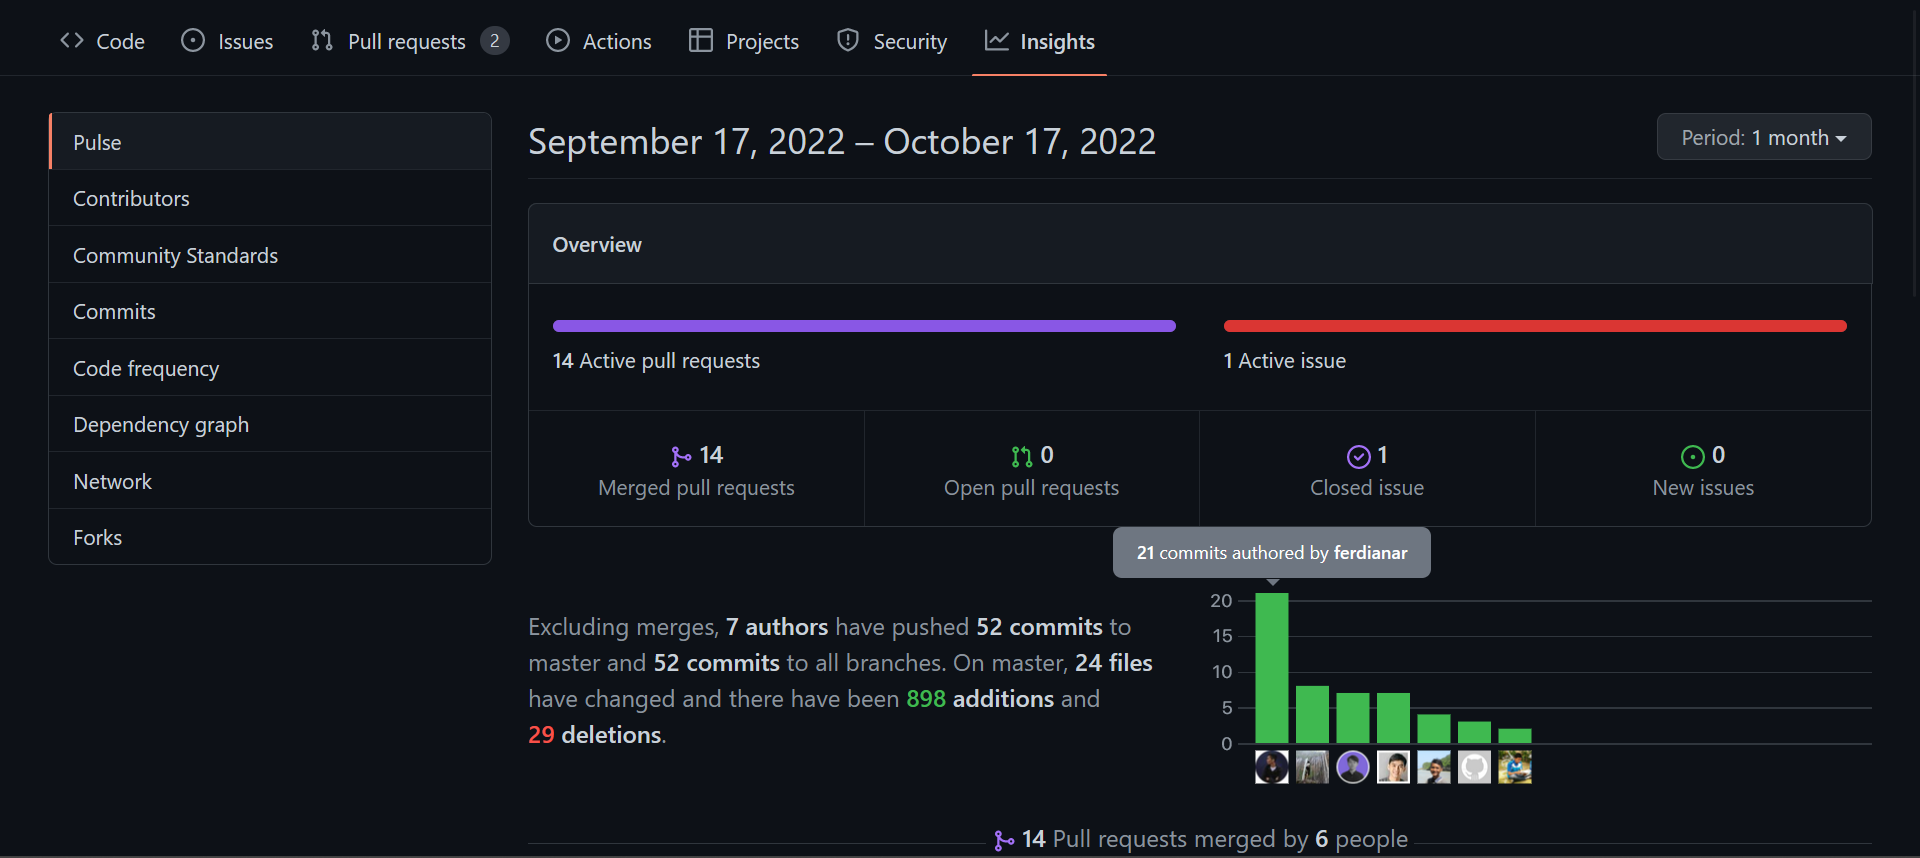 Code Issues Pull requests 2 Actions Projects Security Insights
Pulse
Contributors
Community Standards
Commits
Code frequency
Dependency graph
Network
Forks
September 17, 2022 – October 17, 2022
Period: 1 month
Overview
14 Active pull requests
1 Active issue
14
Merged pull requests
0
Open pull requests
1
Closed issue
0
New issues
Excluding merges, 7 authors have pushed 52 commits to
master and 52 commits to all branches. On master, 24 files
have changed and there have been 898 additions and
29 deletions.
21 commits authored by ferdianar
20
15
10
5
0
14 Pull requests merged by 6 people